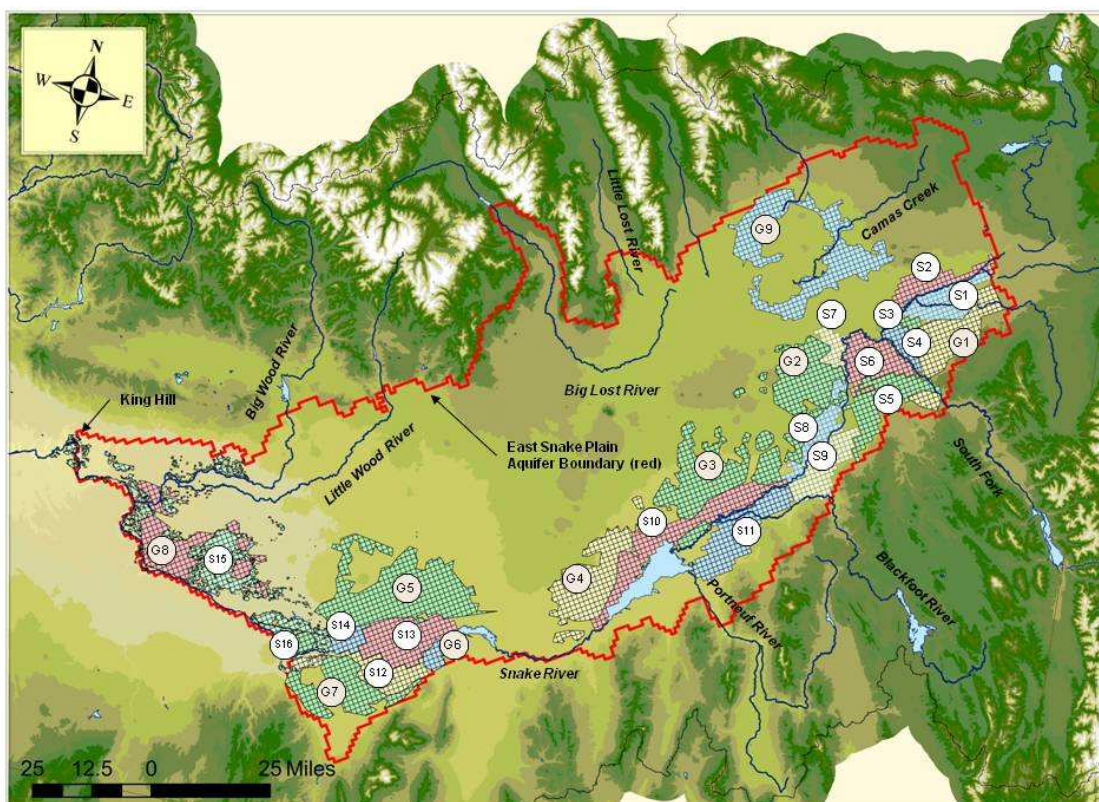 N
W
E
S
Little Lost River
Camas Creek
G9
S2
S1
S7
S3
S4
G1
G2
S6
S5
King Hill
Big Wood River
Big Lost River
East Snake Plain
Aquifer Boundary (red)
Little Wood River
S8
S9
G3
South Fork
S10
S11
G8
S15
G4
G5
Portneuf River
Blackfoot River
S14
S13
G6
S16
S12
G7
Snake River
25 12.5 0 25 Miles